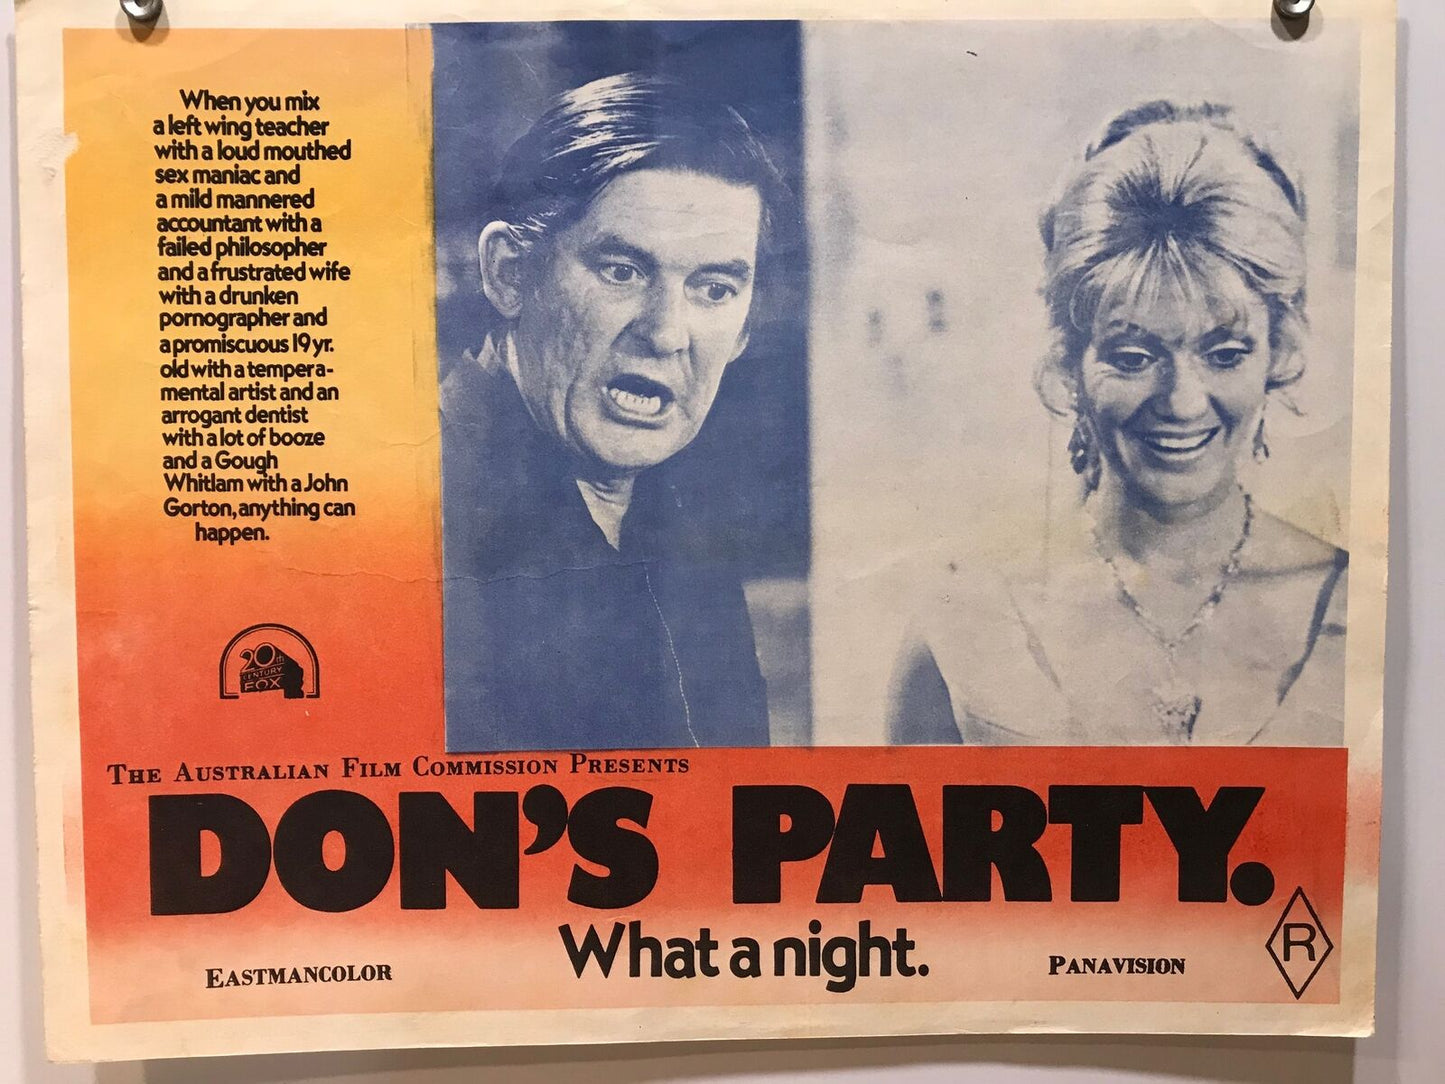 When you mix
a left wing teacher
with a loud mouthed
sex maniac and
a mild mannered
accountant with a
failed philosopher
and a frustrated wife
with a drunken
pornographer and
a promiscuous 19 yr.
old with a tempera-
mental artist and an
arrogant dentist
with a lot of booze
and a Gough
Whitlam with a John
Gorton, anything can
happen.
20th
CENTURY
FOX
THE AUSTRALIAN FILM COMMISSION PRESENTS
DON'S PARTY.
What a night.
EASTMANCOLOR
PANAVISION
R